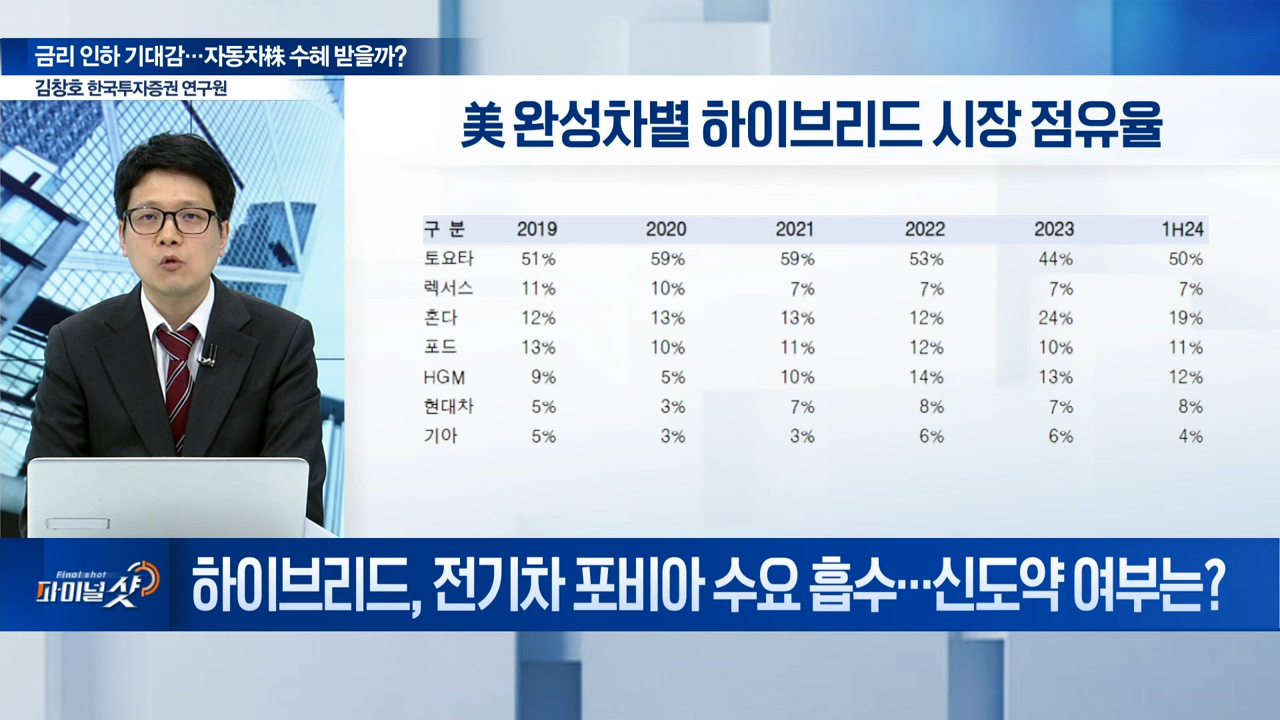 금리 인하 기대감…자동차株 수혜 받을까?
김창호 한국투자증권 연구원
美 완성차별 하이브리드 시장 점유율
구 분 2019 2020 2021 2022 2023 1H24
토요타 51% 59% 59% 53% 44% 50%
렉서스 11% 10% 7% 7% 7% 7%
혼다 12% 13% 13% 12% 24% 19%
포드 13% 10% 11% 12% 10% 11%
HGM 9% 5% 10% 14% 13% 12%
현대차 5% 3% 7% 8% 7% 8%
기아 5% 3% 3% 6% 6% 4%
Final shot
파이널 샷
하이브리드, 전기차 포비아 수요 흡수…신도약 여부는?